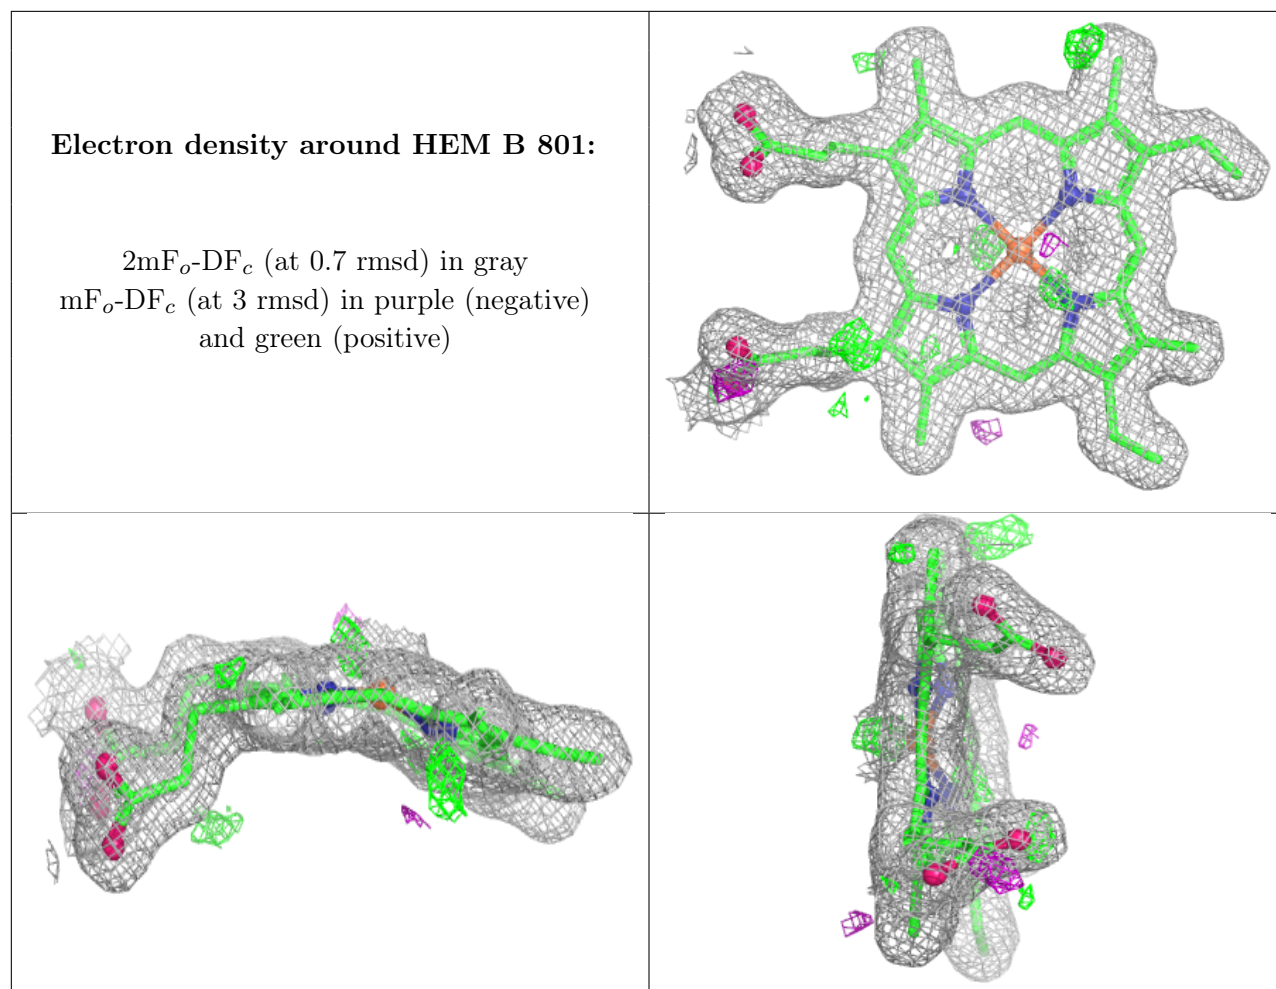 Electron density around HEM B 801:
2mFₒ-DF𝒸 (at 0.7 rmsd) in gray
mFₒ-DF𝒸 (at 3 rmsd) in purple (negative)
and green (positive)